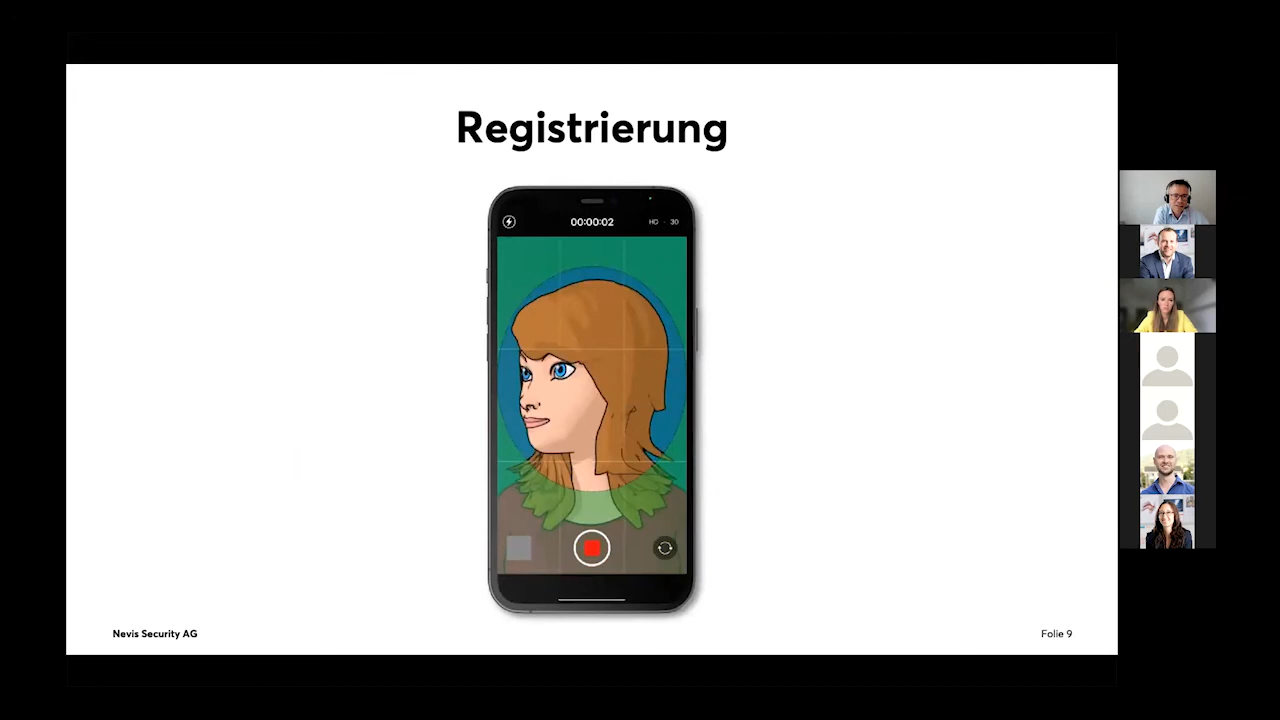 Registrierung
00:00:02
HD · 30
Nevis Security AG
Folie 9